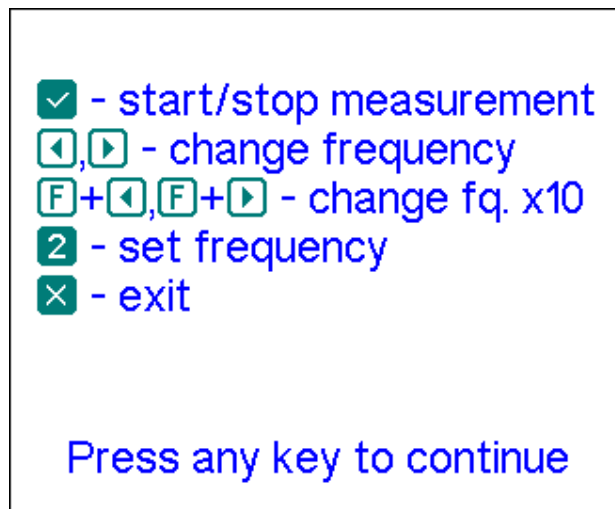 ✓ - start/stop measurement
◀,▶ - change frequency
F+◀,F+▶ - change fq. x10
2 - set frequency
✕ - exit
Press any key to continue